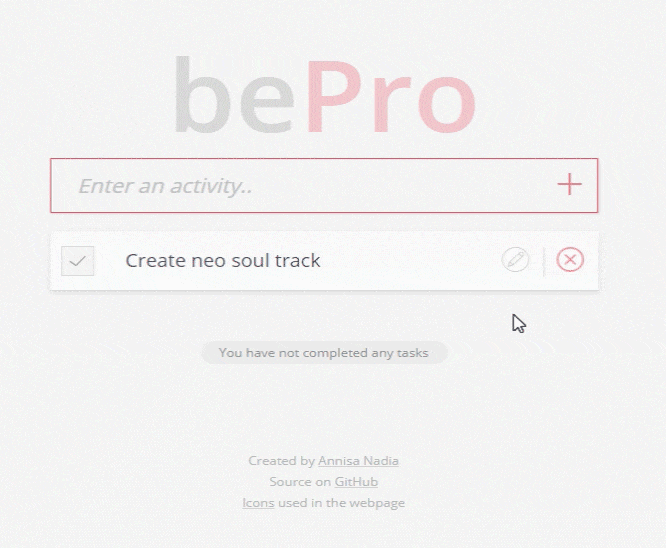 bePro
Enter an activity..
Create neo soul track
You have not completed any tasks
Created by Annisa Nadia
Source on GitHub
Icons used in the webpage